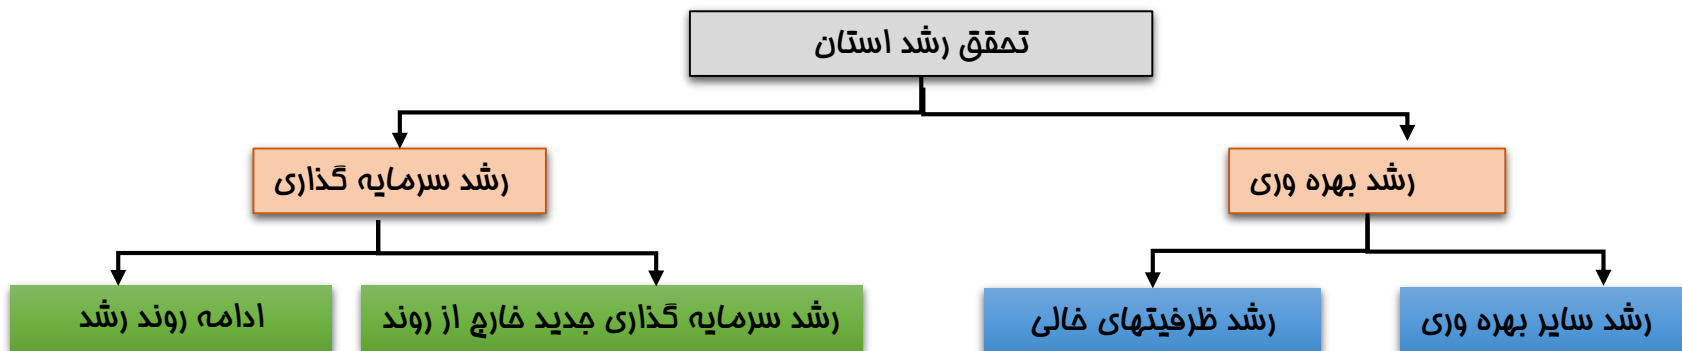 تحقق رشد استان
رشد بهره وری
رشد سرمایه گذاری
رشد سایر بهره وری
رشد ظرفیتهای خالی
رشد سرمایه گذاری جدید خارج از روند
ادامه روند رشد